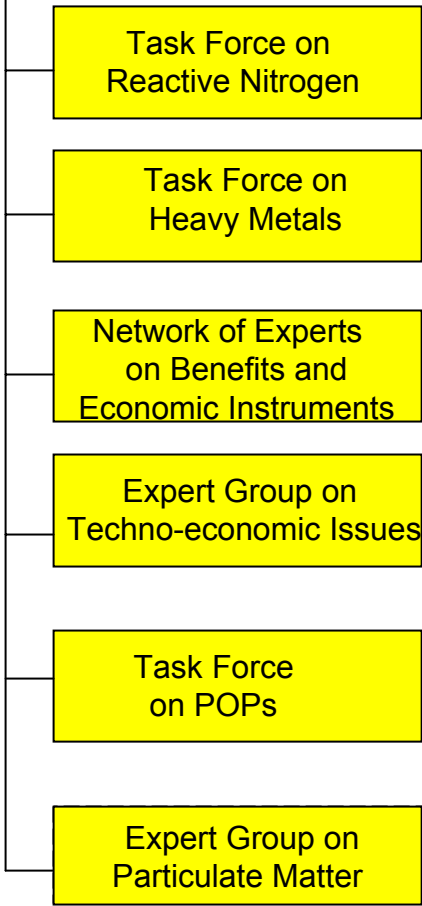 Task Force on
Reactive Nitrogen
Task Force on
Heavy Metals
Network of Experts
on Benefits and
Economic Instruments
Expert Group on
Techno-economic Issues
Task Force
on POPs
Expert Group on
Particulate Matter